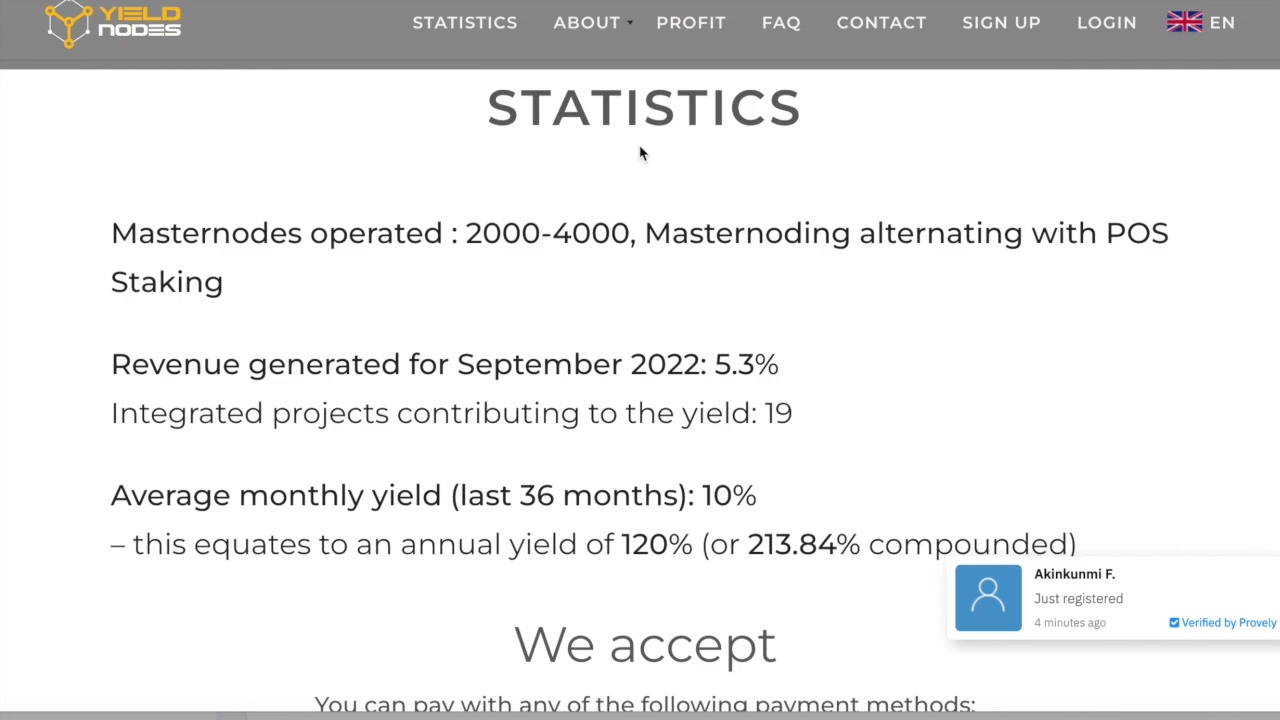 YIELD
NODES
STATISTICS ABOUT PROFIT FAQ CONTACT SIGN UP LOGIN EN
STATISTICS
Masternodes operated : 2000-4000, Masternoding alternating with POS
Staking
Revenue generated for September 2022: 5.3%
Integrated projects contributing to the yield: 19
Average monthly yield (last 36 months): 10%
– this equates to an annual yield of 120% (or 213.84% compounded)
Akinkunmi F.
Just registered
4 minutes ago Verified by Provely
We accept
You can pay with any of the following payment methods: